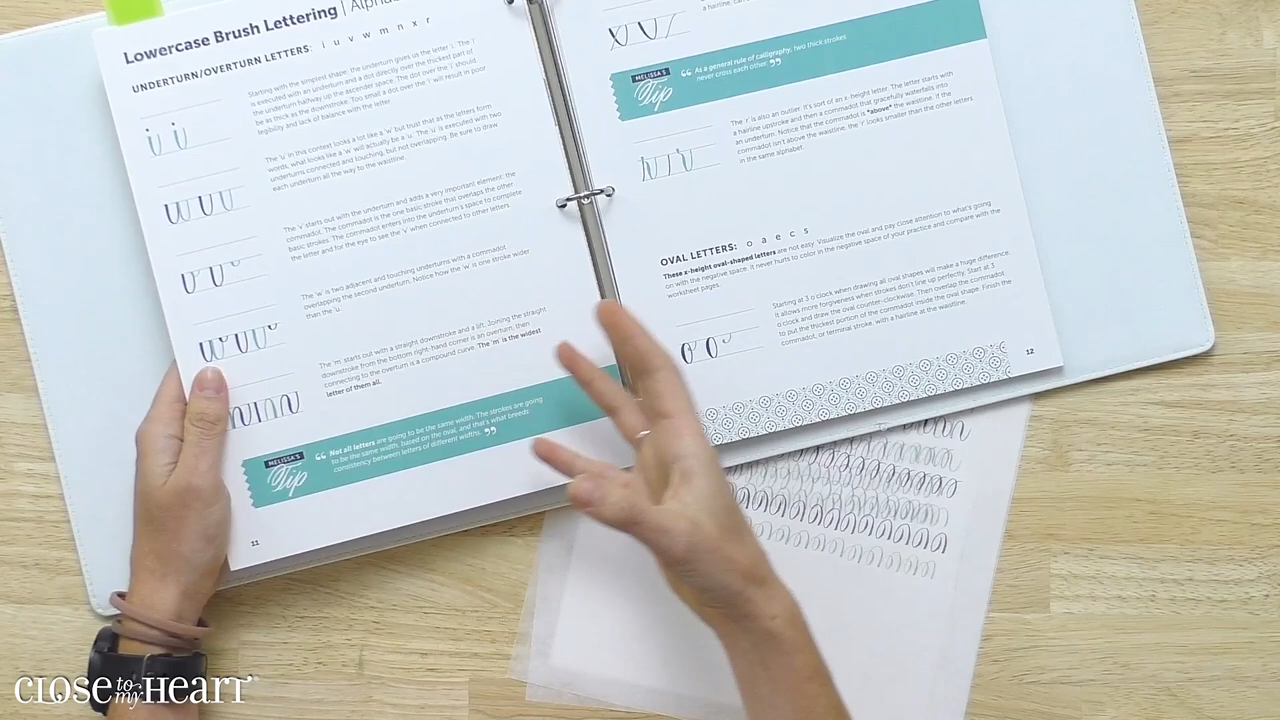 Lowercase Brush Lettering | Alphab
UNDERTURN/OVERTURN LETTERS: i u v w m n x r
Starting with the simplest shape: the underturn gives us the letter 'i'. The 'i'
is executed with an underturn and a dot directly over the thickest part of
the underturn halfway up the ascender space. The dot over the 'i' should
be as thick as the downstroke. Too small a dot over the 'i' will result in poor
legibility and lack of balance with the letter.
i i
The 'u' in this context looks a lot like a 'w' but trust that as the letters form
words, what looks like a 'w' will actually be a 'u'. The 'u' is executed with two
underturns connected and touching, but not overlapping. Be sure to draw
each underturn all the way to the waistline.
The 'v' starts out with the underturn and adds a very important element: the
commadot. The commadot is the one basic stroke that overlaps the other
basic strokes. The commadot enters into the underturn's space to complete
the letter and for the eye to see the 'v' when connected to other letters.
The 'w' is two adjacent and touching underturns with a commadot
overlapping the second underturn. Notice how the 'w' is one stroke wider
than the 'u'.
The 'm' starts out with a straight downstroke and a lift. Joining the straight
downstroke from the bottom right-hand corner is an overturn, then
connecting to the overturn is a compound curve. The 'm' is the widest
letter of them all.
MELISSA'S
Tip
“ Not all letters are going to be the same width. The strokes are going
to be the same width, based on the oval, and that's what breeds
consistency between letters of different widths. ”
11
a hairline, can
MELISSA'S
Tip
“ As a general rule of calligraphy, two thick strokes
never cross each other. ”
The 'r' is also an outlier. It's sort of an x-height letter. The letter starts with
a hairline upstroke and then a commadot that gracefully waterfalls into
an underturn. Notice that the commadot is *above* the waistline. If the
commadot isn't above the waistline, the 'r' looks smaller than the other letters
in the same alphabet.
OVAL LETTERS: o a e c s
These x-height oval-shaped letters are not easy. Visualize the oval and pay close attention to what's going
on with the negative space. It never hurts to color in the negative space of your practice and compare with the
worksheet pages.
Starting at 3 o'clock when drawing all oval shapes will make a huge difference.
It allows more forgiveness when strokes don't line up perfectly. Start at 3
o'clock and draw the oval counter-clockwise. Then overlap the commadot
to put the thickest portion of the commadot inside the oval shape. Finish the
commadot, or terminal stroke, with a hairline at the waistline.
12
CLOSE to my HEART®